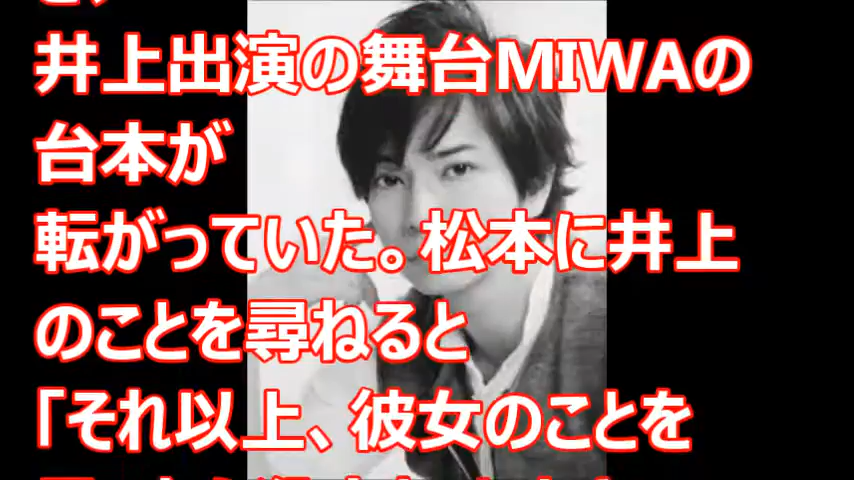 井上出演の舞台MIWAの
台本が
転がっていた。松本に井上
のことを尋ねると
「それ以上、彼女のことを